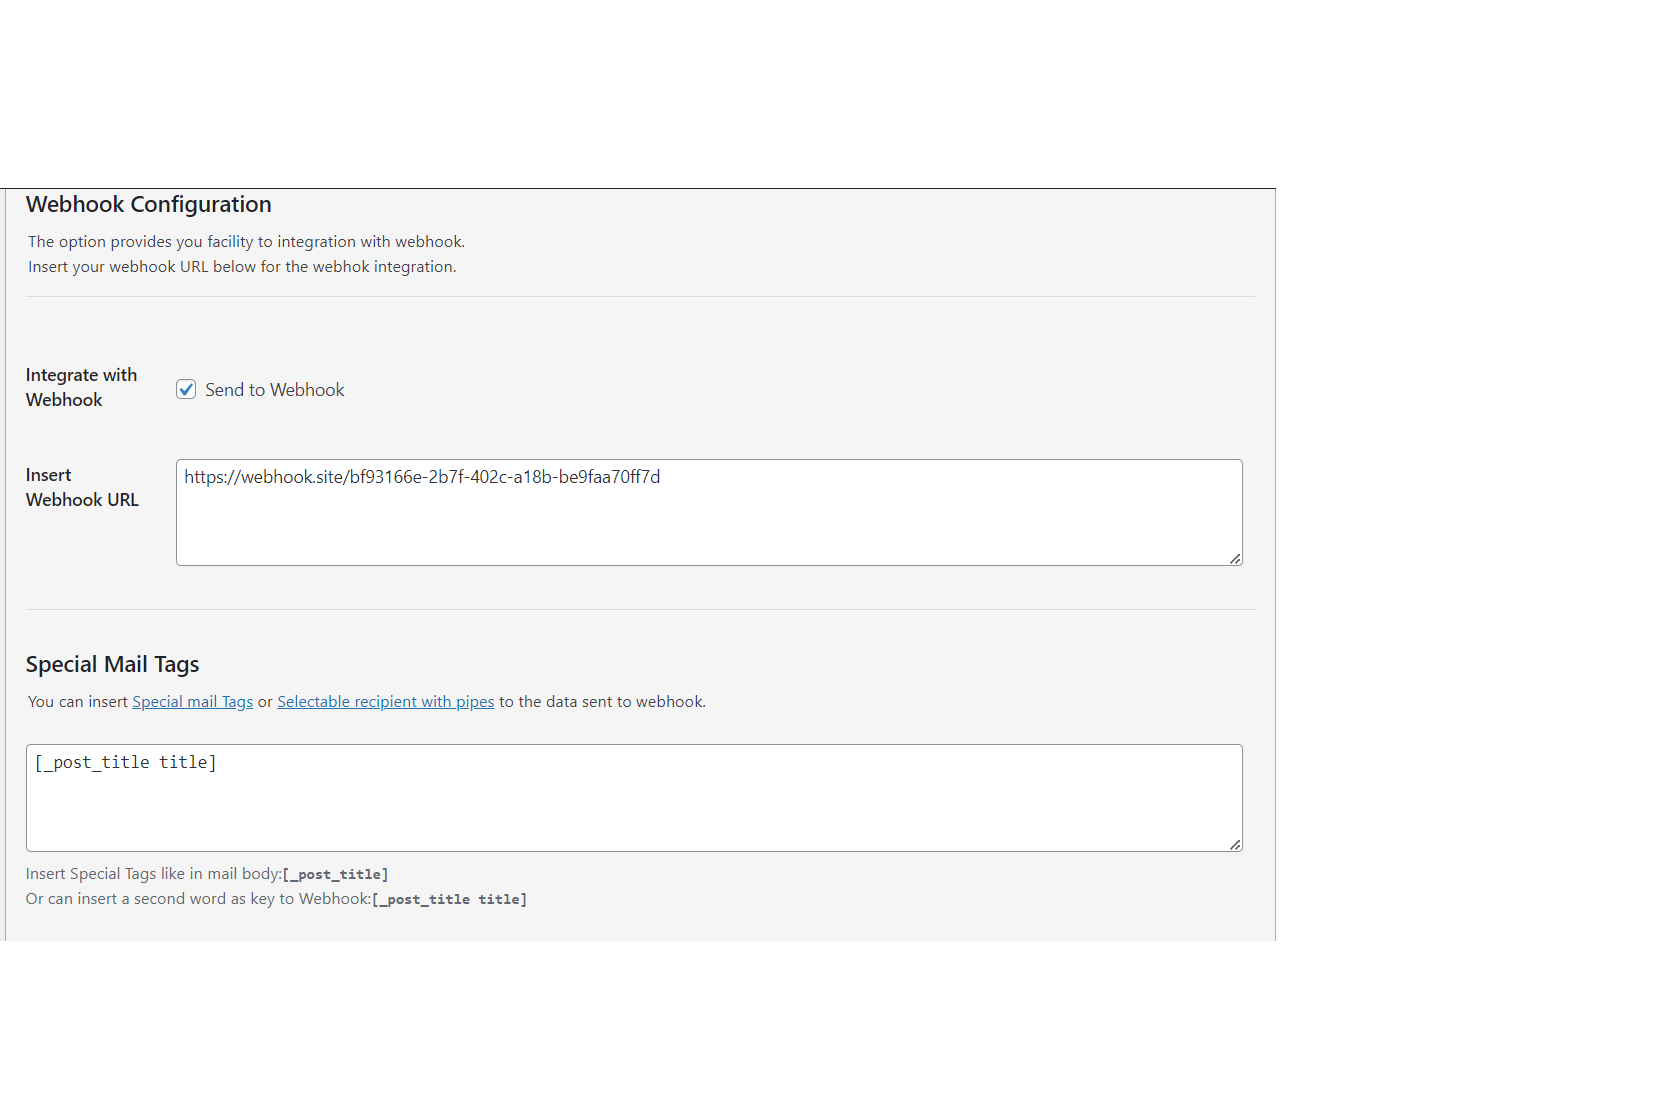 Webhook Configuration
The option provides you facility to integration with webhook.
Insert your webhook URL below for the webhok integration.
Integrate with
Webhook
Send to Webhook
Insert
Webhook URL
https://webhook.site/bf93166e-2b7f-402c-a18b-be9faa70ff7d
Special Mail Tags
You can insert Special mail Tags or Selectable recipient with pipes to the data sent to webhook.
[_post_title title]
Insert Special Tags like in mail body:[_post_title]
Or can insert a second word as key to Webhook:[_post_title title]